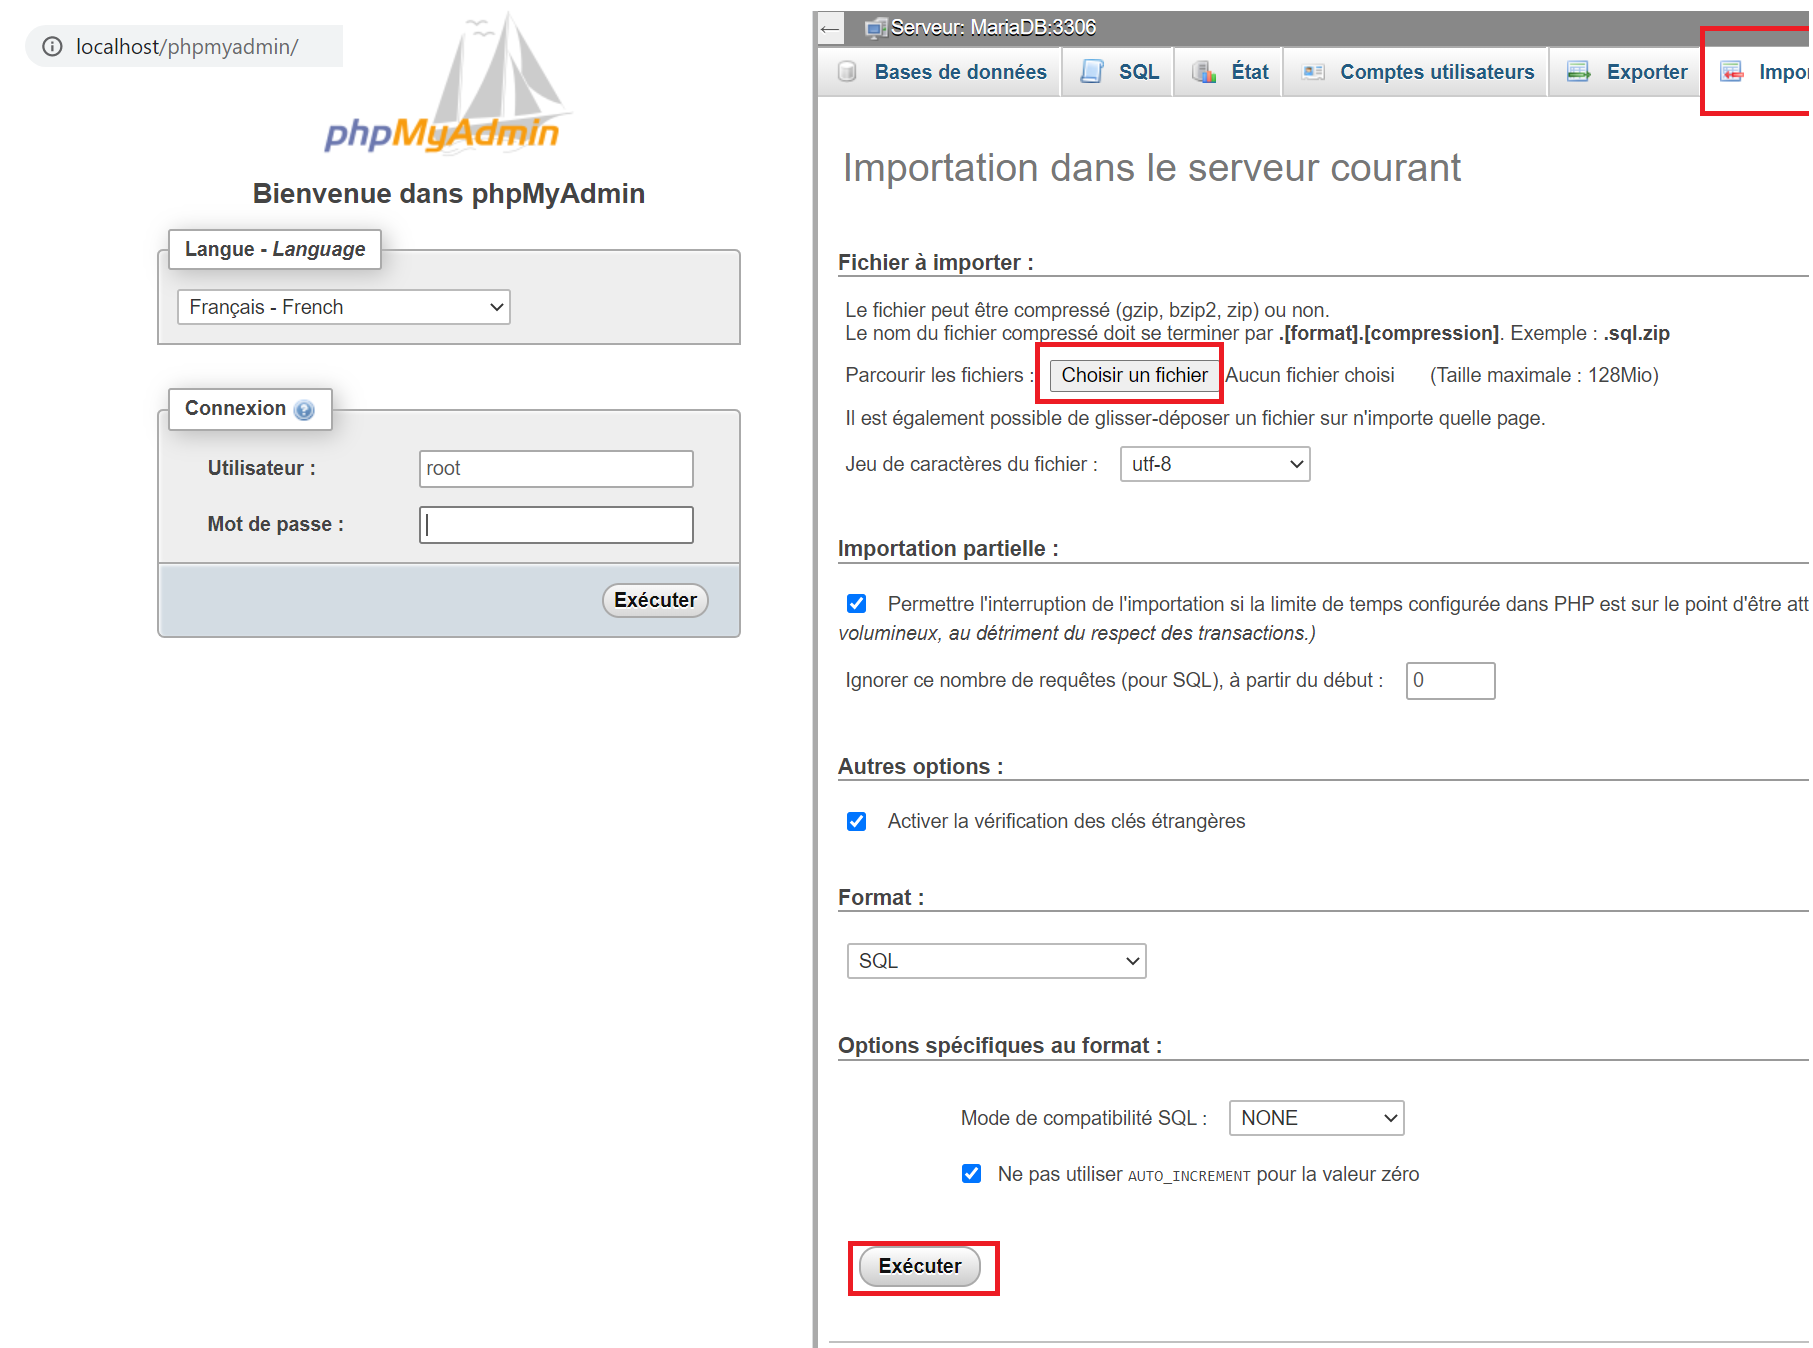 localhost/phpmyadmin/
phpMyAdmin
Bienvenue dans phpMyAdmin
Langue - Language
Français - French
Connexion
Utilisateur :
root
Mot de passe :
Exécuter
Serveur: MariaDB:3306
Bases de données
SQL
État
Comptes utilisateurs
Exporter
Impor
Importation dans le serveur courant
Fichier à importer :
Le fichier peut être compressé (gzip, bzip2, zip) ou non.
Le nom du fichier compressé doit se terminer par .[format].[compression]. Exemple : .sql.zip
Parcourir les fichiers : Choisir un fichier Aucun fichier choisi (Taille maximale : 128Mio)
Il est également possible de glisser-déposer un fichier sur n'importe quelle page.
Jeu de caractères du fichier : utf-8
Importation partielle :
Permettre l'interruption de l'importation si la limite de temps configurée dans PHP est sur le point d'être att
volumineux, au détriment du respect des transactions.)
Ignorer ce nombre de requêtes (pour SQL), à partir du début : 0
Autres options :
Activer la vérification des clés étrangères
Format :
SQL
Options spécifiques au format :
Mode de compatibilité SQL : NONE
Ne pas utiliser AUTO_INCREMENT pour la valeur zéro
Exécuter